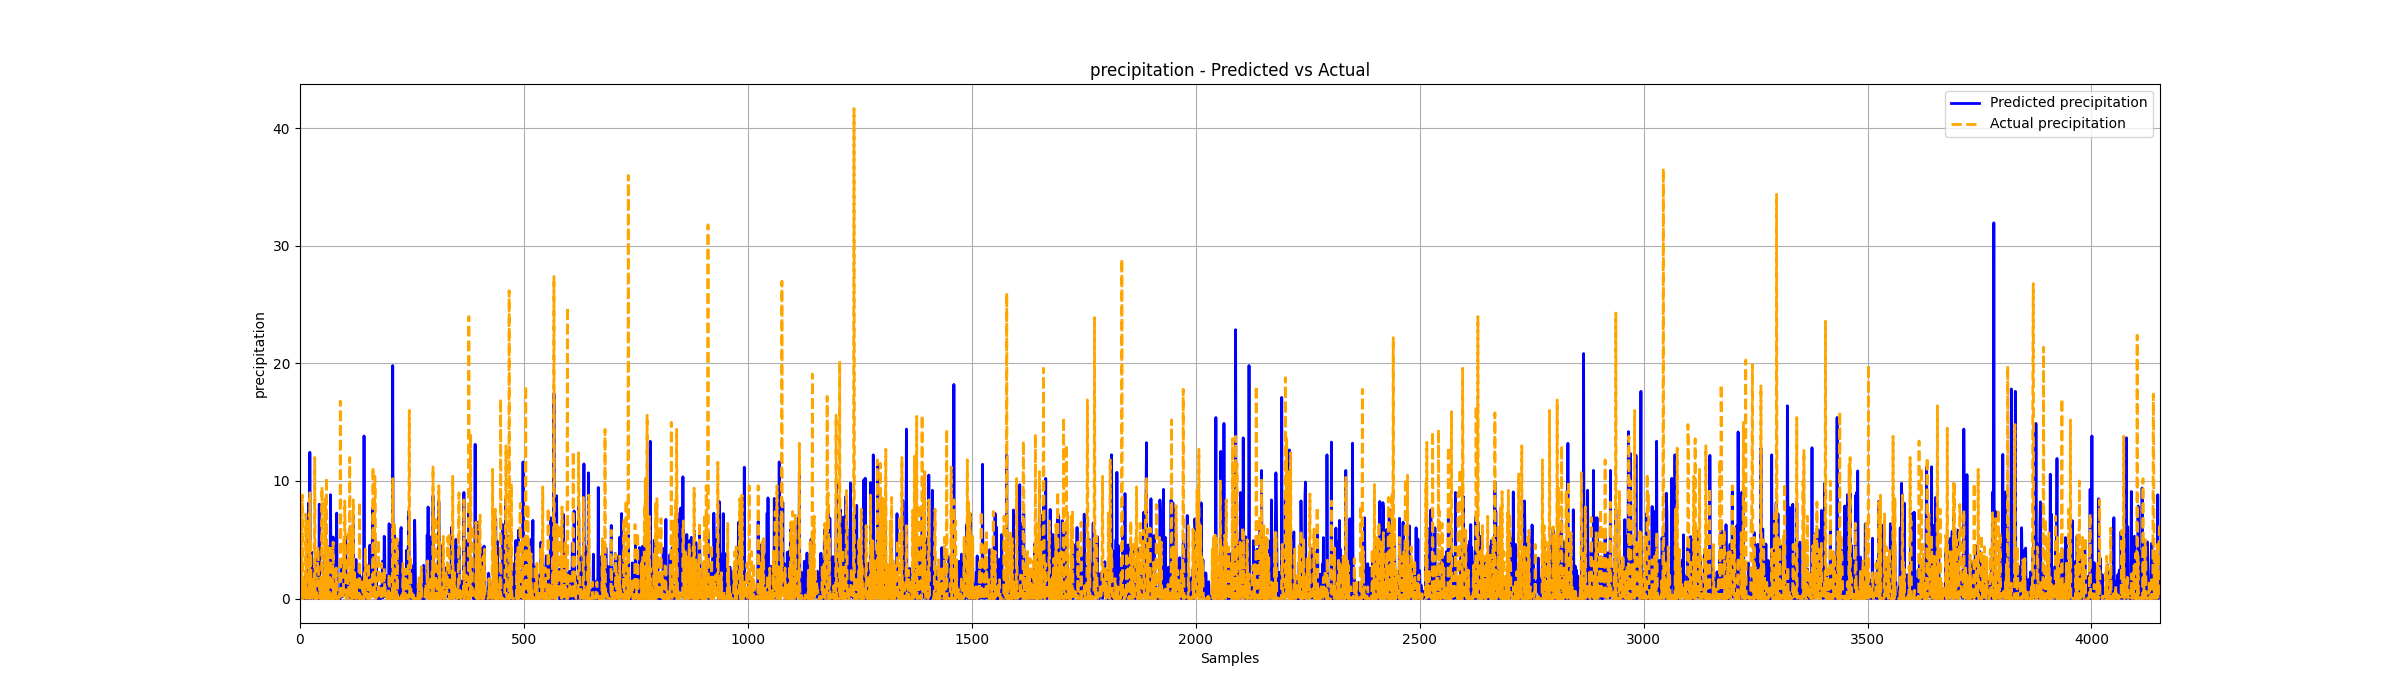 precipitation - Predicted vs Actual
Predicted precipitation
Actual precipitation
precipitation
40
30
20
10
0
0 500 1000 1500 2000 2500 3000 3500 4000
Samples